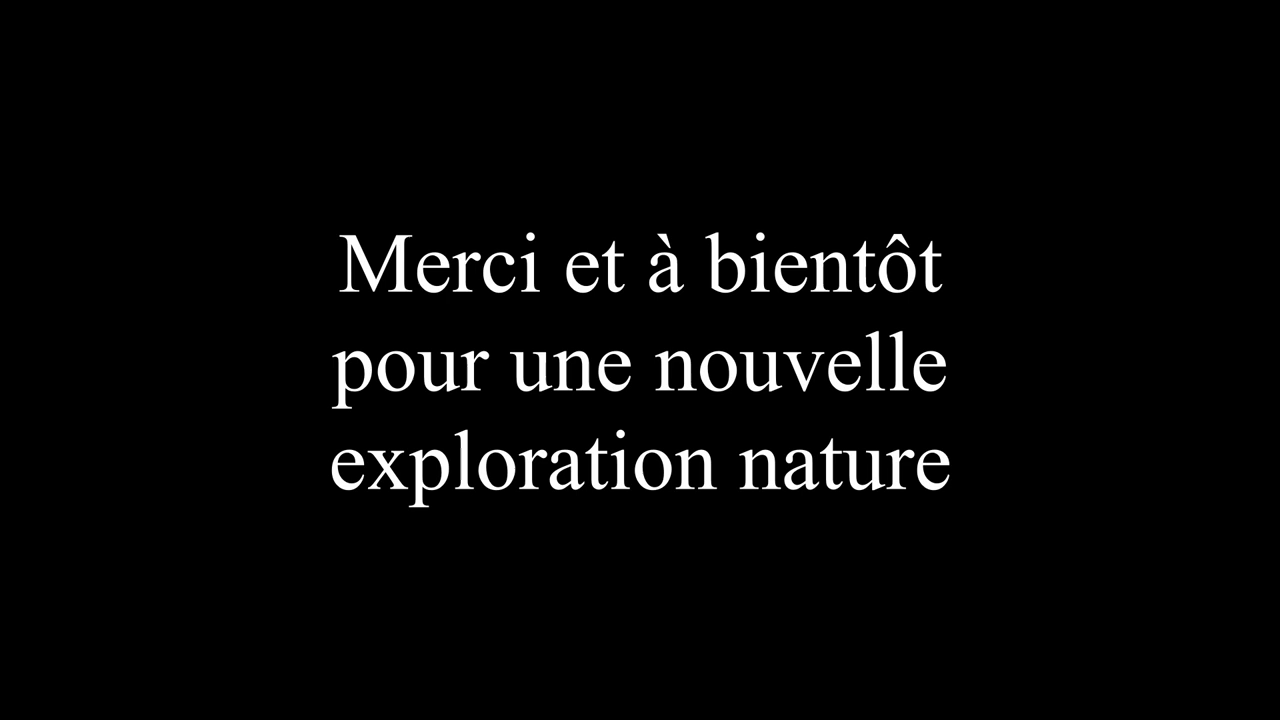 Merci et à bientôt
pour une nouvelle
exploration nature